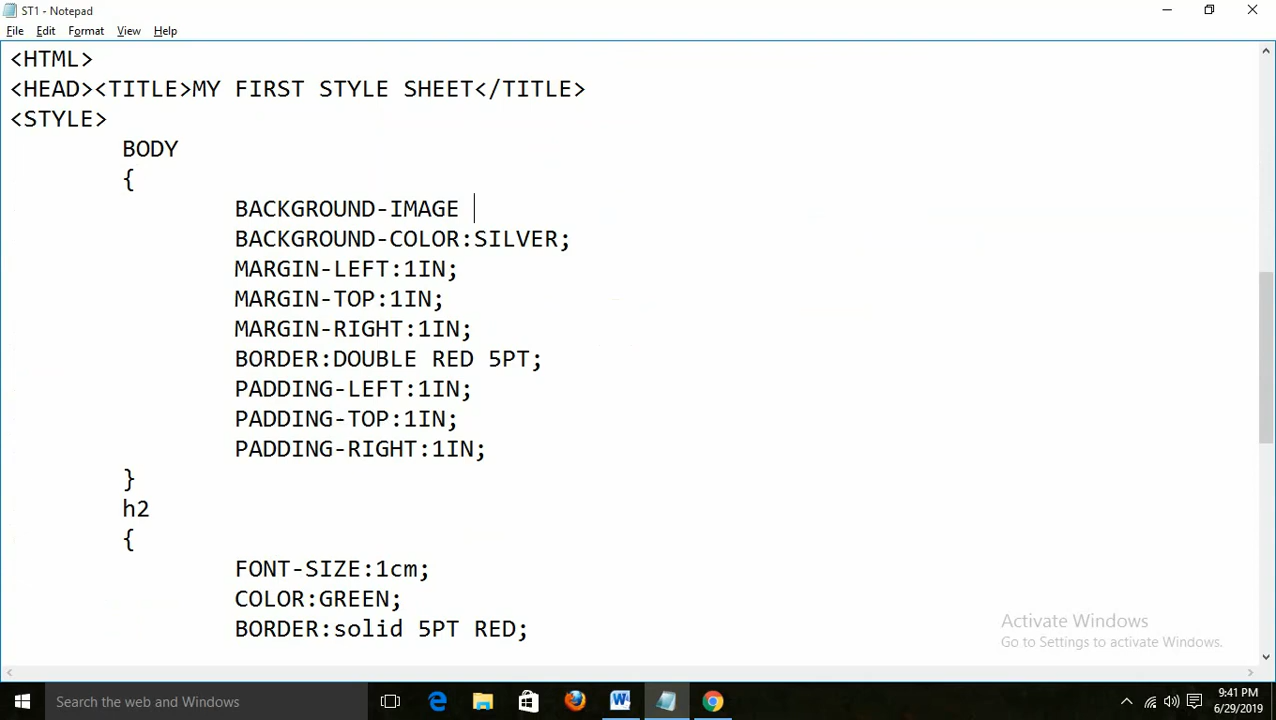 ST1 - Notepad
File Edit Format View Help
<HTML>
<HEAD><TITLE>MY FIRST STYLE SHEET</TITLE>
<STYLE>
BODY
{
BACKGROUND-IMAGE
BACKGROUND-COLOR:SILVER;
MARGIN-LEFT:1IN;
MARGIN-TOP:1IN;
MARGIN-RIGHT:1IN;
BORDER:DOUBLE RED 5PT;
PADDING-LEFT:1IN;
PADDING-TOP:1IN;
PADDING-RIGHT:1IN;
}
h2
{
FONT-SIZE:1cm;
COLOR:GREEN;
BORDER:solid 5PT RED;
Activate Windows
Go to Settings to activate Windows.
Search the web and Windows
9:41 PM
6/29/2019